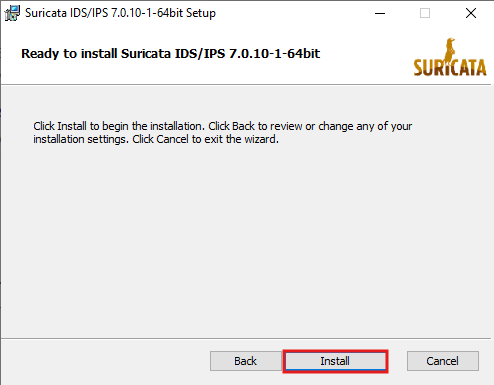 Suricata IDS/IPS 7.0.10-1-64bit Setup
Ready to install Suricata IDS/IPS 7.0.10-1-64bit
SURICATA
Click Install to begin the installation. Click Back to review or change any of your
installation settings. Click Cancel to exit the wizard.
Back
Install
Cancel